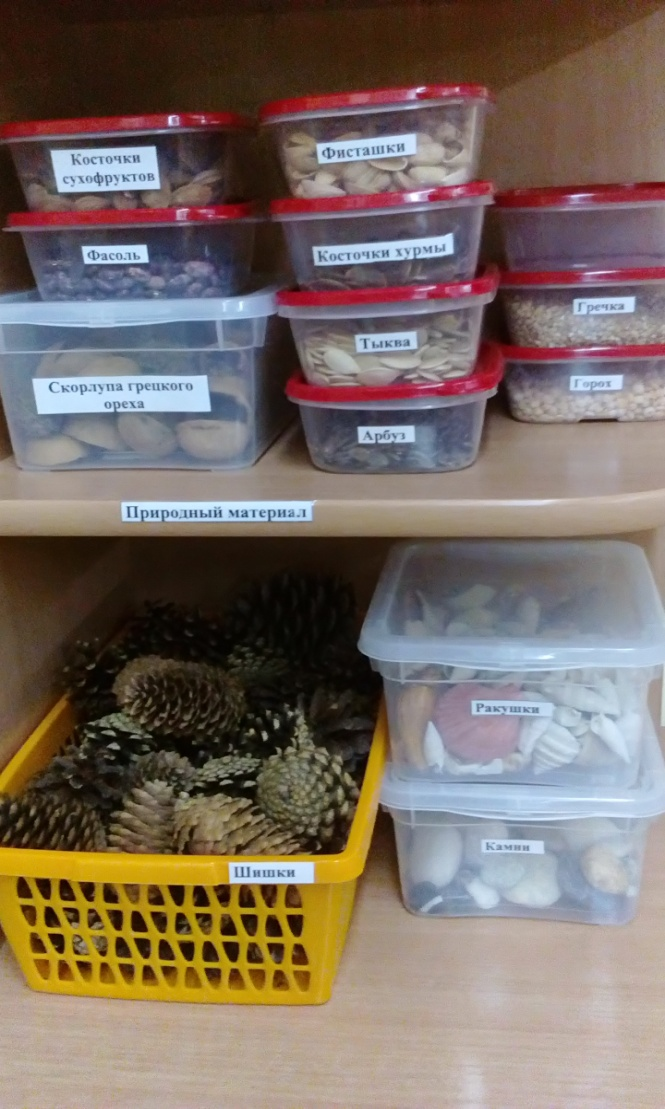 Косточки
сухофруктов
Фасоль
Скорлупа грецкого
ореха
Фисташки
Косточки хурмы
Тыква
Арбуз
Гречка
Горох
Природный материал
Шишки
Ракушки
Камни